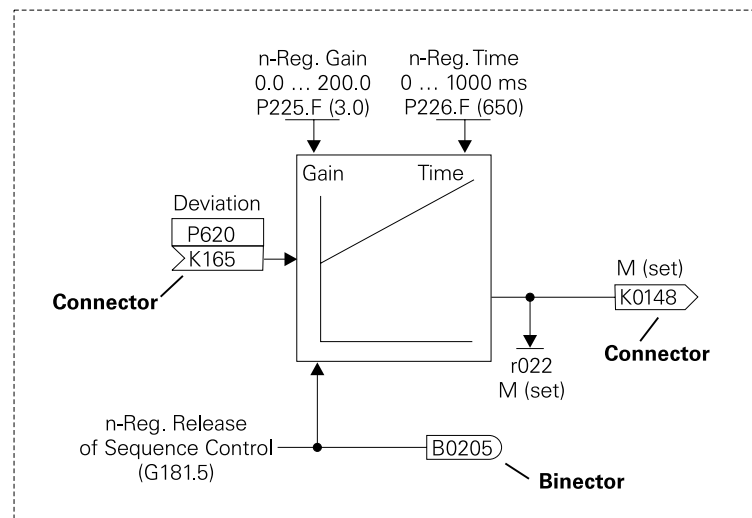 n-Reg. Gain
0.0 ... 200.0
P225.F (3.0)
n-Reg. Time
0 ... 1000 ms
P226.F (650)
Gain
Time
Deviation
P620
K165
Connector
M (set)
K0148
Connector
r022
M (set)
n-Reg. Release
of Sequence Control
(G181.5)
B0205
Binector